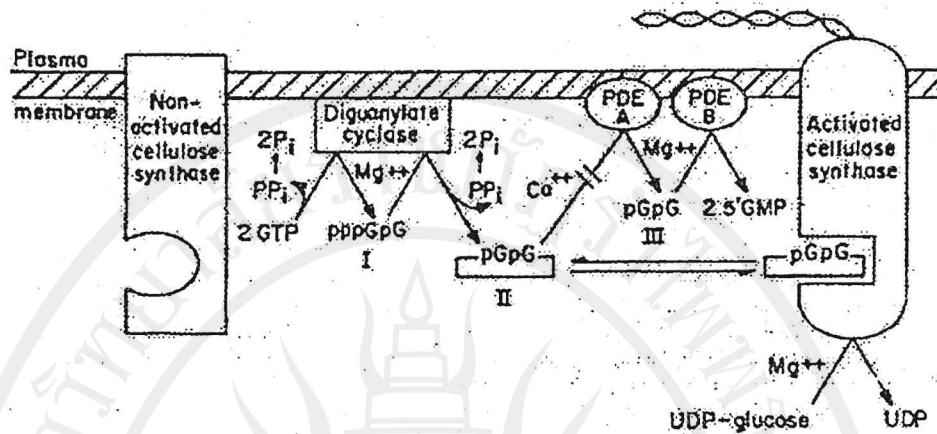 Plasma
membrane
Non-
activated
cellulose
synthase
Diguanylate
cyclase
2Pi
PPi
2 GTP
Mg++
pppGpG
I
2Pi
PPi
pGpG
II
Ca++
PDE
A
PDE
B
Mg++
pGpG
III
2.5'GMP
Activated
cellulose
synthase
pGpG
Mg++
UDP-glucose
UDP